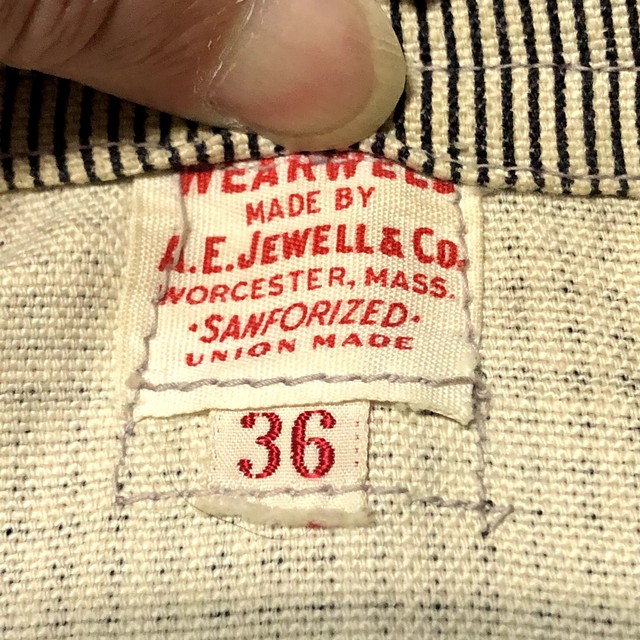 WEARWELL
MADE BY
A.E. JEWELL & CO.
WORCESTER, MASS.
·SANFORIZED·
UNION MADE
36